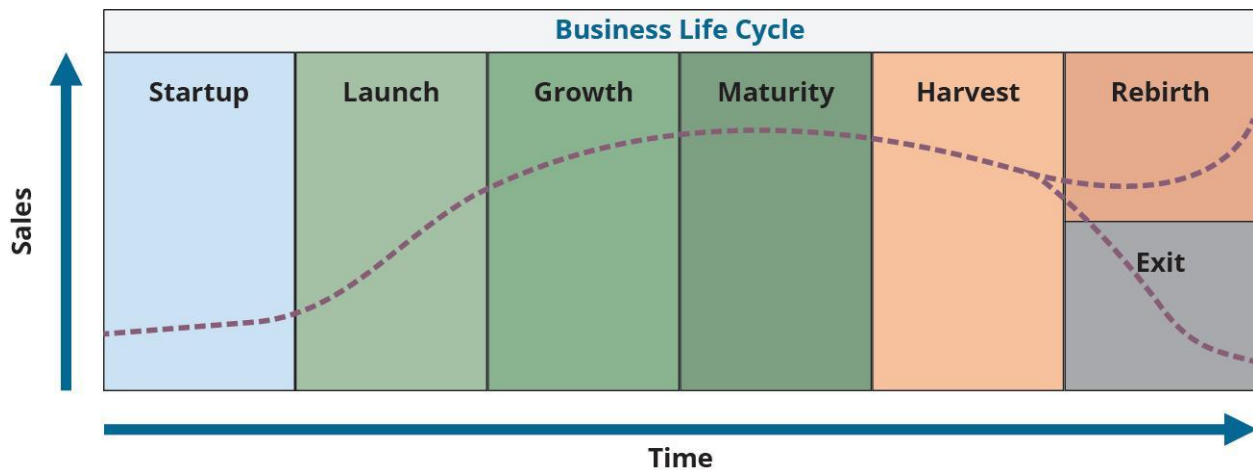 Business Life Cycle
Startup Launch Growth Maturity Harvest Rebirth
Exit
Sales
Time